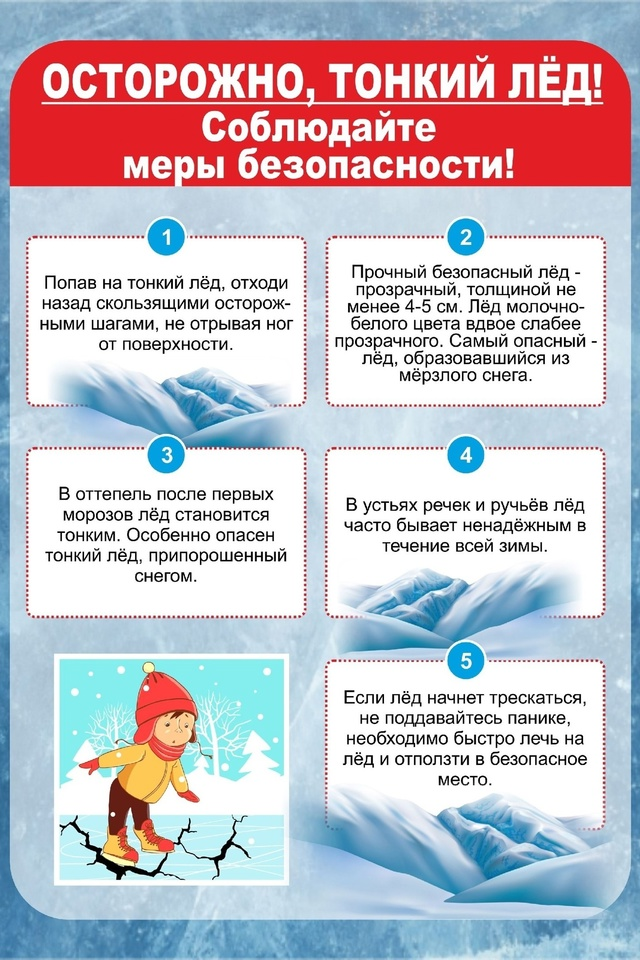 ОСТОРОЖНО, ТОНКИЙ ЛЁД!
Соблюдайте
меры безопасности!
1
Попав на тонкий лёд, отходи
назад скользящими осторож-
ными шагами, не отрывая ног
от поверхности.
2
Прочный безопасный лёд -
прозрачный, толщиной не
менее 4-5 см. Лёд молочно-
белого цвета вдвое слабее
прозрачного. Самый опасный -
лёд, образовавшийся из
мёрзлого снега.
3
В оттепель после первых
морозов лёд становится
тонким. Особенно опасен
тонкий лёд, припорошенный
снегом.
4
В устьях речек и ручьёв лёд
часто бывает ненадёжным в
течение всей зимы.
5
Если лёд начнет трескаться,
не поддавайтесь панике,
необходимо быстро лечь на
лёд и отползти в безопасное
место.